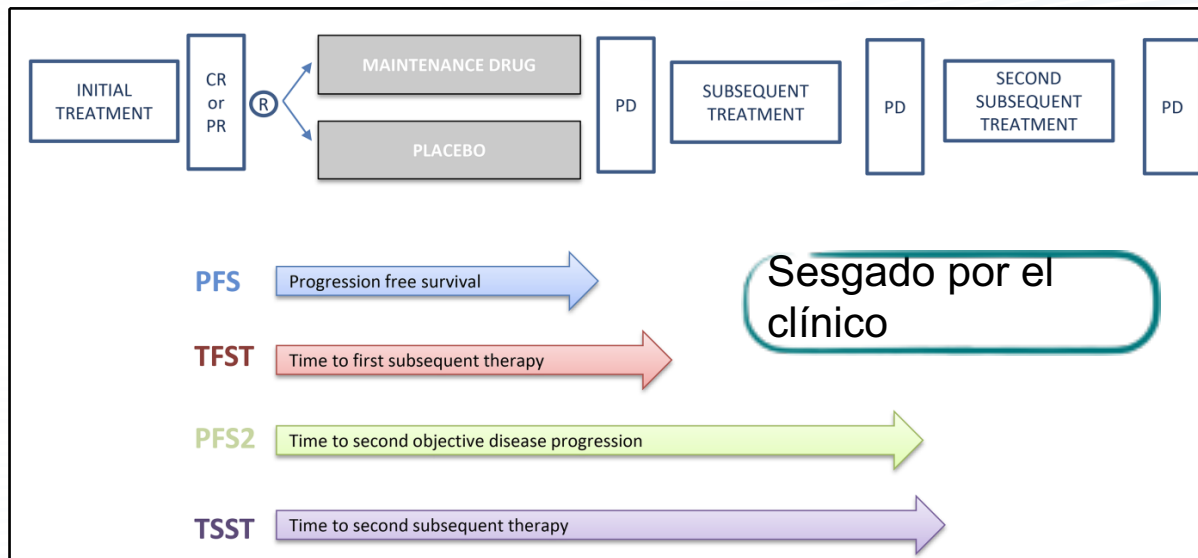 INITIAL
TREATMENT
CR
or
PR
R
MAINTENANCE DRUG
PLACEBO
PD
SUBSEQUENT
TREATMENT
PD
SECOND
SUBSEQUENT
TREATMENT
PD
PFS
Progression free survival
Sesgado por el
clínico
TFST
Time to first subsequent therapy
PFS2
Time to second objective disease progression
TSST
Time to second subsequent therapy